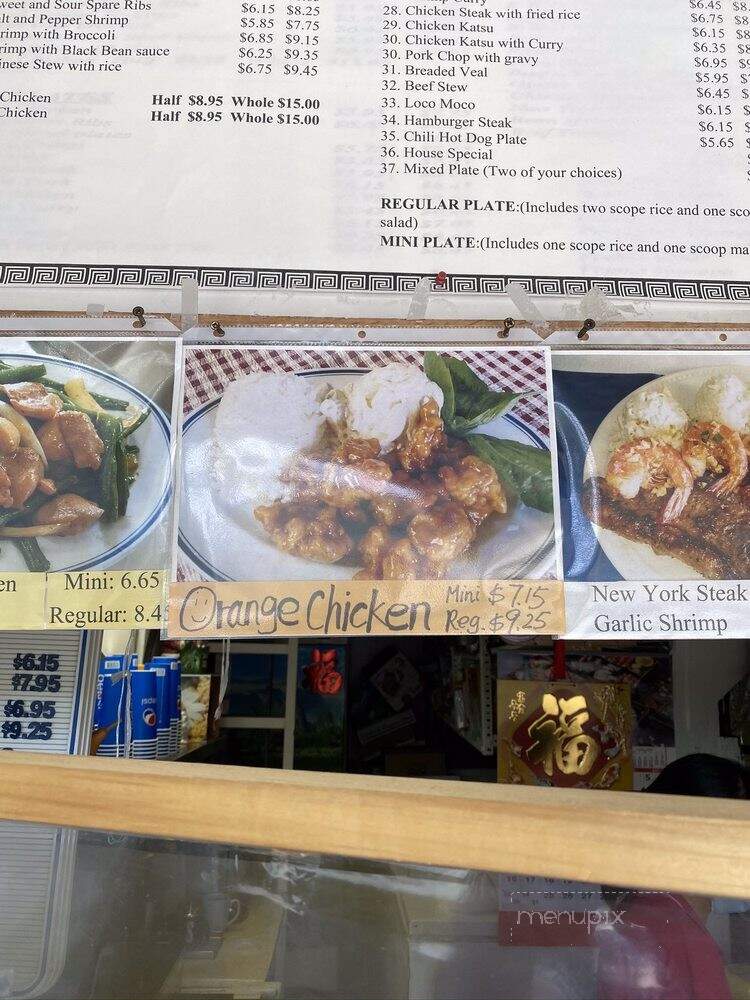 Sweet and Sour Spare Ribs $6.15 $8.25
and Pepper Shrimp $5.85 $7.75
with Broccoli $6.85 $9.15
with Black Bean sauce $6.25 $9.35
Stew with rice $6.75 $9.45
Chicken Half $8.95 Whole $15.00
Chicken Half $8.95 Whole $15.00
Curry $6.45
28. Chicken Steak with fried rice $6.75
29. Chicken Katsu $6.15
30. Chicken Katsu with Curry $6.35
30. Pork Chop with gravy $6.95
31. Breaded Veal $5.95
32. Beef Stew $6.45
33. Loco Moco $6.15
34. Hamburger Steak $6.15
35. Chili Hot Dog Plate $5.65
36. House Special
37. Mixed Plate (Two of your choices)
REGULAR PLATE:(Includes two scope rice and one
salad)
MINI PLATE:(Includes one scope rice and one scoop
Mini: 6.65
Regular: 8.4
Orange Chicken Mini $7.15
Reg. $9.25
New York Steak
Garlic Shrimp
$6.15
$7.95
$6.95
$9.25
pepsi
福
menupix